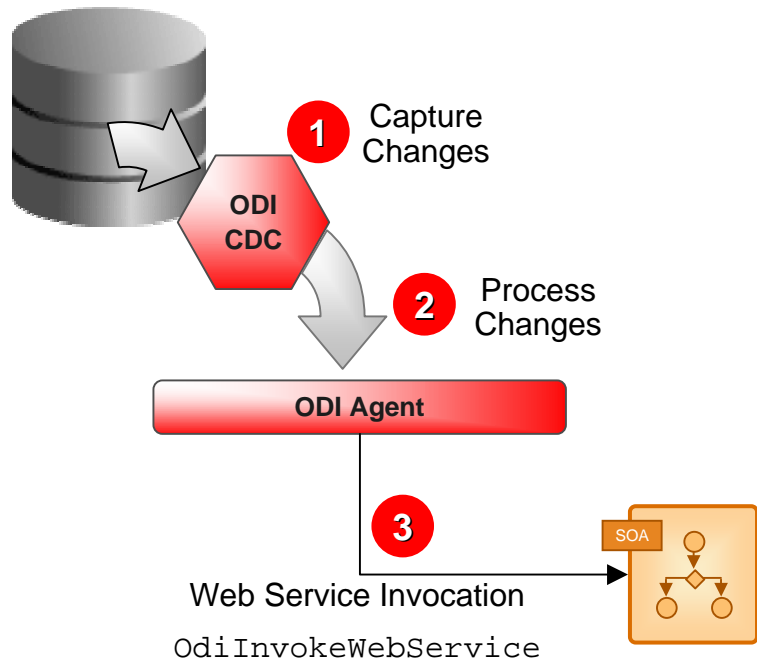 1
Capture
Changes
ODI
CDC
2
Process
Changes
ODI Agent
3
SOA
Web Service Invocation
OdiInvokeWebService